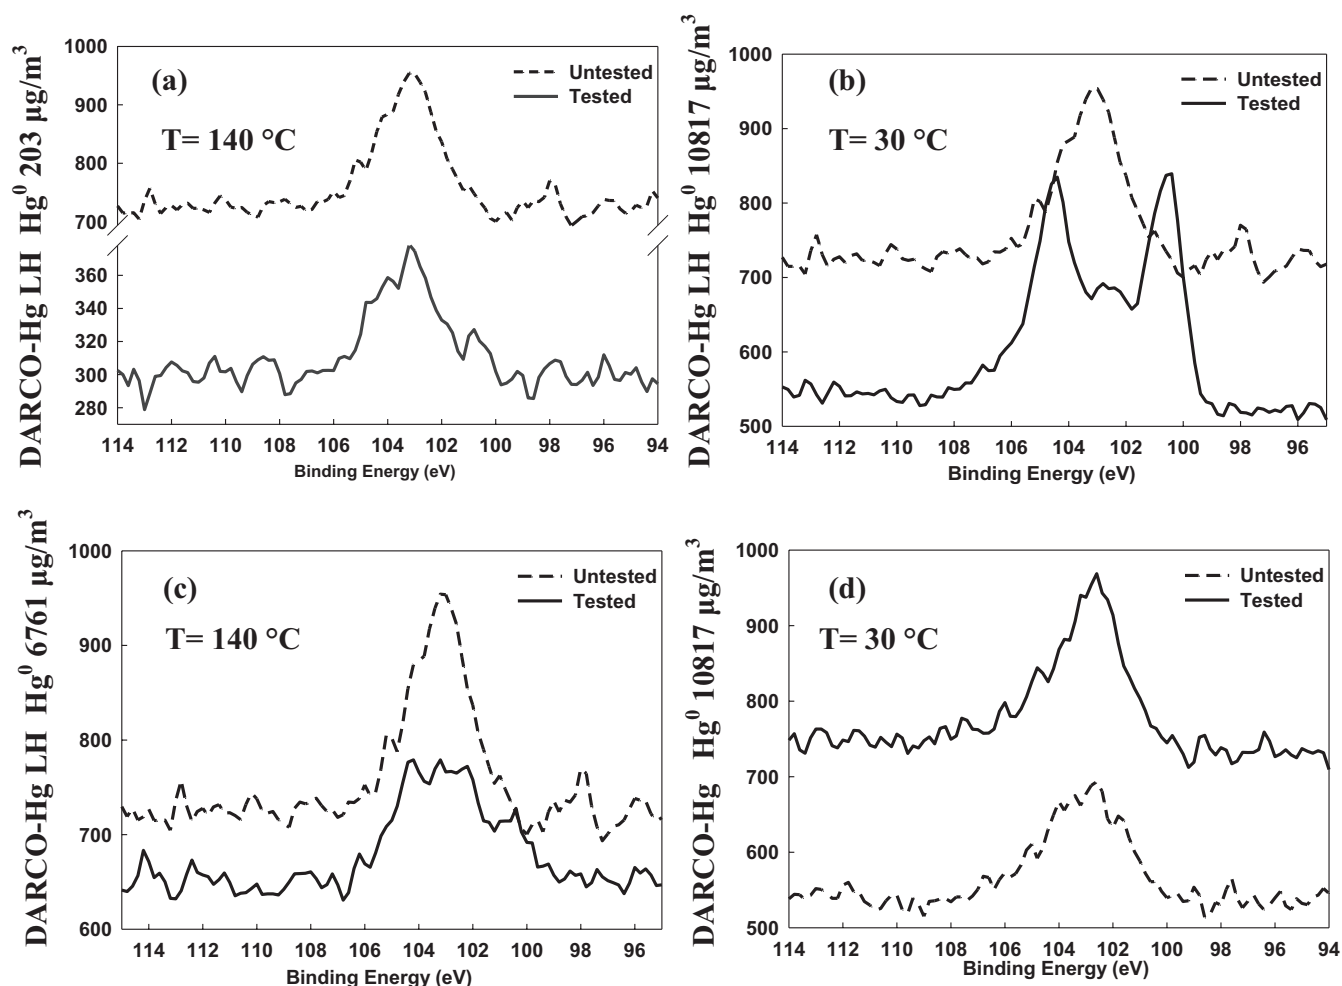 DARCO-Hg LH Hg⁰ 203 µg/m³
1000
900
800
700
360
340
320
300
280
(a)
T= 140 °C
Untested
Tested
114 112 110 108 106 104 102 100 98 96 94
Binding Energy (eV)
DARCO-Hg LH Hg⁰ 10817 µg/m³
1000
900
800
700
600
500
(b)
T= 30 °C
Untested
Tested
114 112 110 108 106 104 102 100 98 96
Binding Energy (eV)
DARCO-Hg LH Hg⁰ 6761 µg/m³
1000
900
800
700
600
(c)
T= 140 °C
Untested
Tested
114 112 110 108 106 104 102 100 98 96
Binding Energy (eV)
DARCO-Hg Hg⁰ 10817 µg/m³
1000
900
800
700
600
500
(d)
T= 30 °C
Untested
Tested
114 112 110 108 106 104 102 100 98 96 94
Binding Energy (eV)